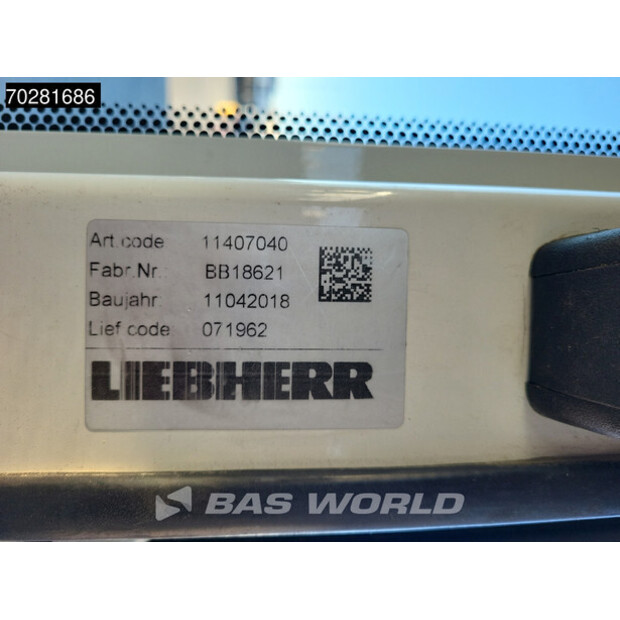 70281686
Art.code 11407040
Fabr.Nr.: BB18621
Baujahr: 11042018
Lief code 071962
LIEBHERR
BAS WORLD